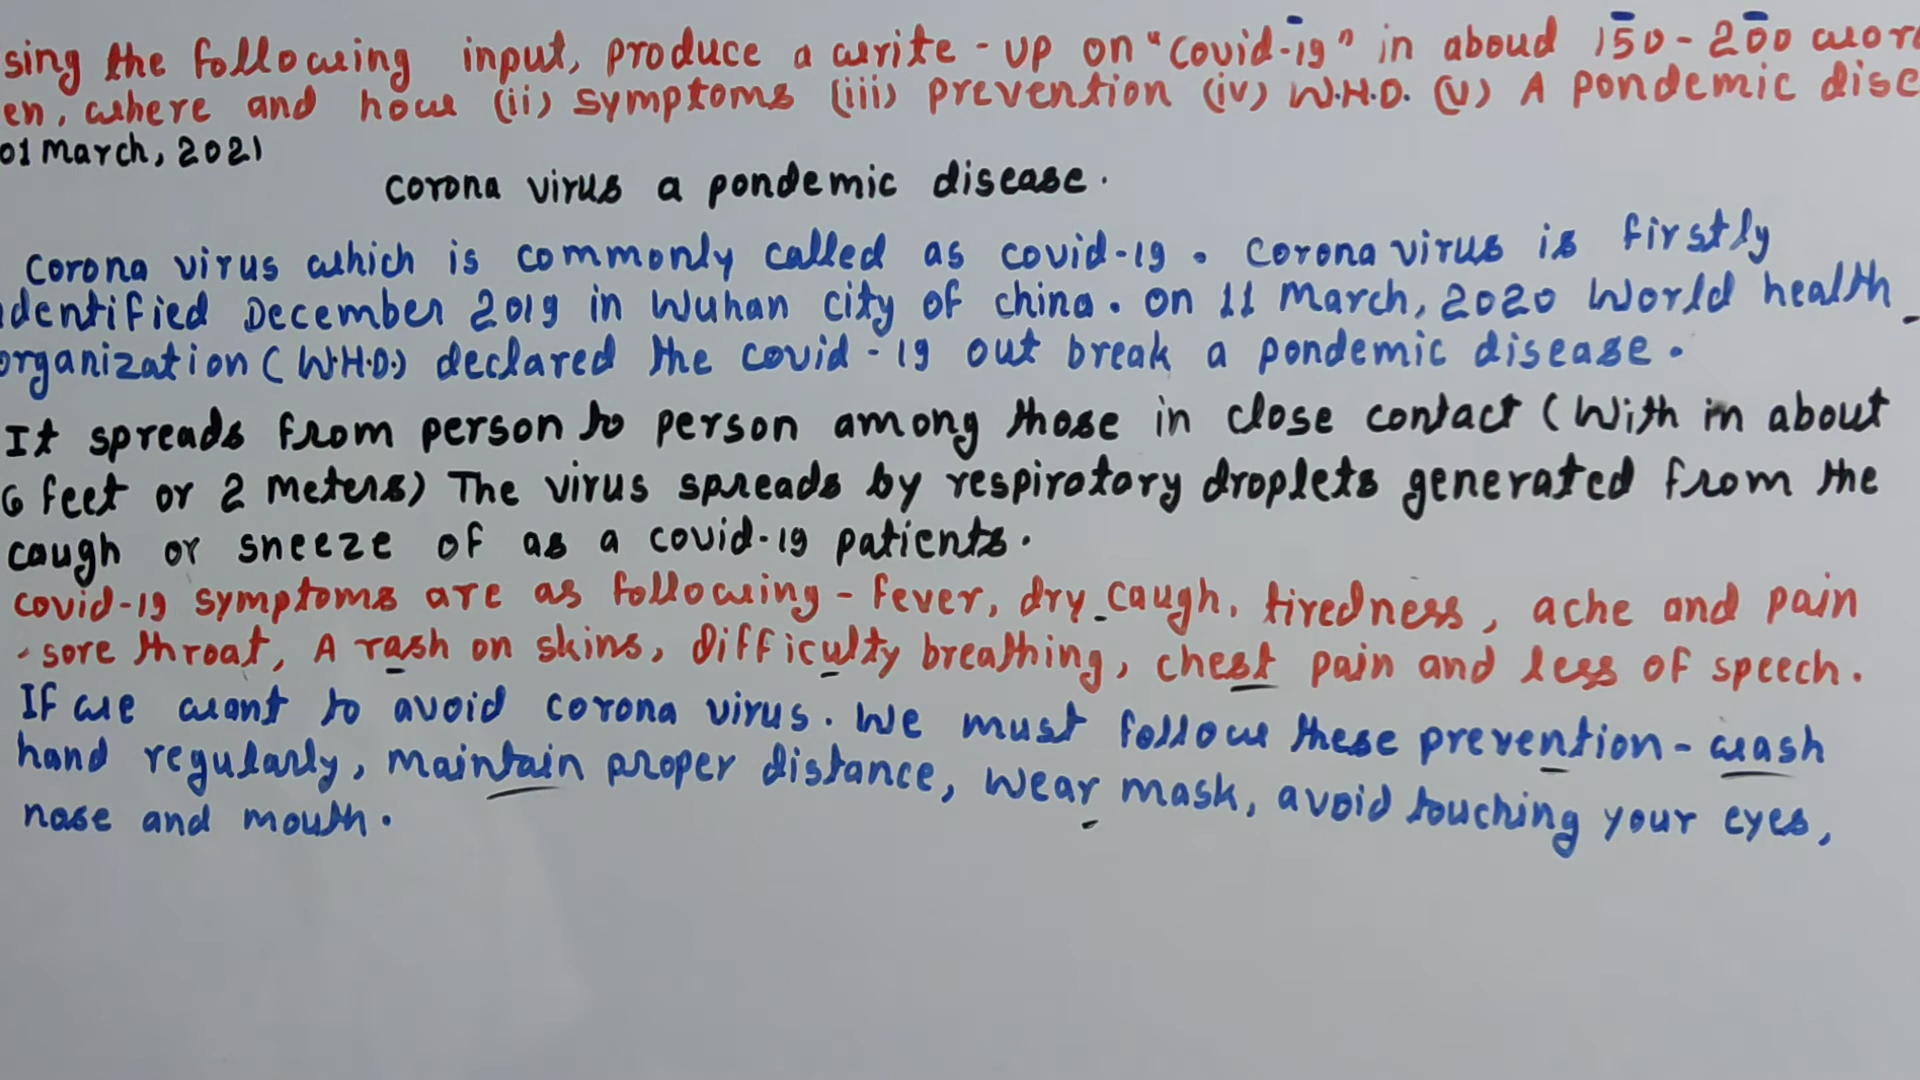 sing the following input, produce a write-up on "Covid-19" in aboud 150-200 wor
en, where and how (ii) symptoms (iii) prevention (iv) W.H.O. (v) A pondemic dise
01 March, 2021
Corona virus a pondemic disease.
Corona virus which is commonly called as covid-19. Corona virus is firstly
identified December 2019 in Wuhan city of china. on 11 March, 2020 World health
organization (W.H.O.) declared the covid-19 out break a pondemic disease.
It spreads from person to person among those in close contact (With in about
6 feet or 2 meters) The virus spreads by respirotory droplets generated from the
caugh or sneeze of as a covid-19 patients.
covid-19 symptoms are as following - fever, dry caugh, tiredness, ache and pain
, sore throat, A rash on skins, difficulty breathing, chest pain and less of speech.
If we want to avoid corona virus. We must follow these prevention - wash
hand regularly, maintain proper distance, wear mask, avoid touching your eyes,
nose and mouth.